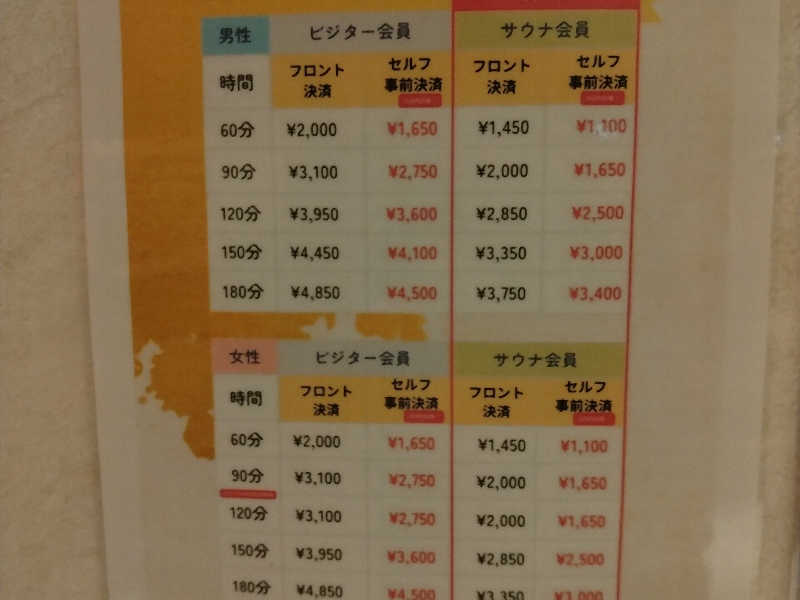 男性 ビジター会員 サウナ会員
時間 フロント決済 セルフ事前決済 フロント決済 セルフ事前決済
60分 ¥2,000 ¥1,650 ¥1,450 ¥1,100
90分 ¥3,100 ¥2,750 ¥2,000 ¥1,650
120分 ¥3,950 ¥3,600 ¥2,850 ¥2,500
150分 ¥4,450 ¥4,100 ¥3,350 ¥3,000
180分 ¥4,850 ¥4,500 ¥3,750 ¥3,400
女性 ビジター会員 サウナ会員
時間 フロント決済 セルフ事前決済 フロント決済 セルフ事前決済
60分 ¥2,000 ¥1,650 ¥1,450 ¥1,100
90分 ¥3,100 ¥2,750 ¥2,000 ¥1,650
120分 ¥3,100 ¥2,750 ¥2,000 ¥1,650
150分 ¥3,950 ¥3,600 ¥2,850 ¥2,500
180分 ¥4,850 ¥4,500 ¥3,350 ¥3,000